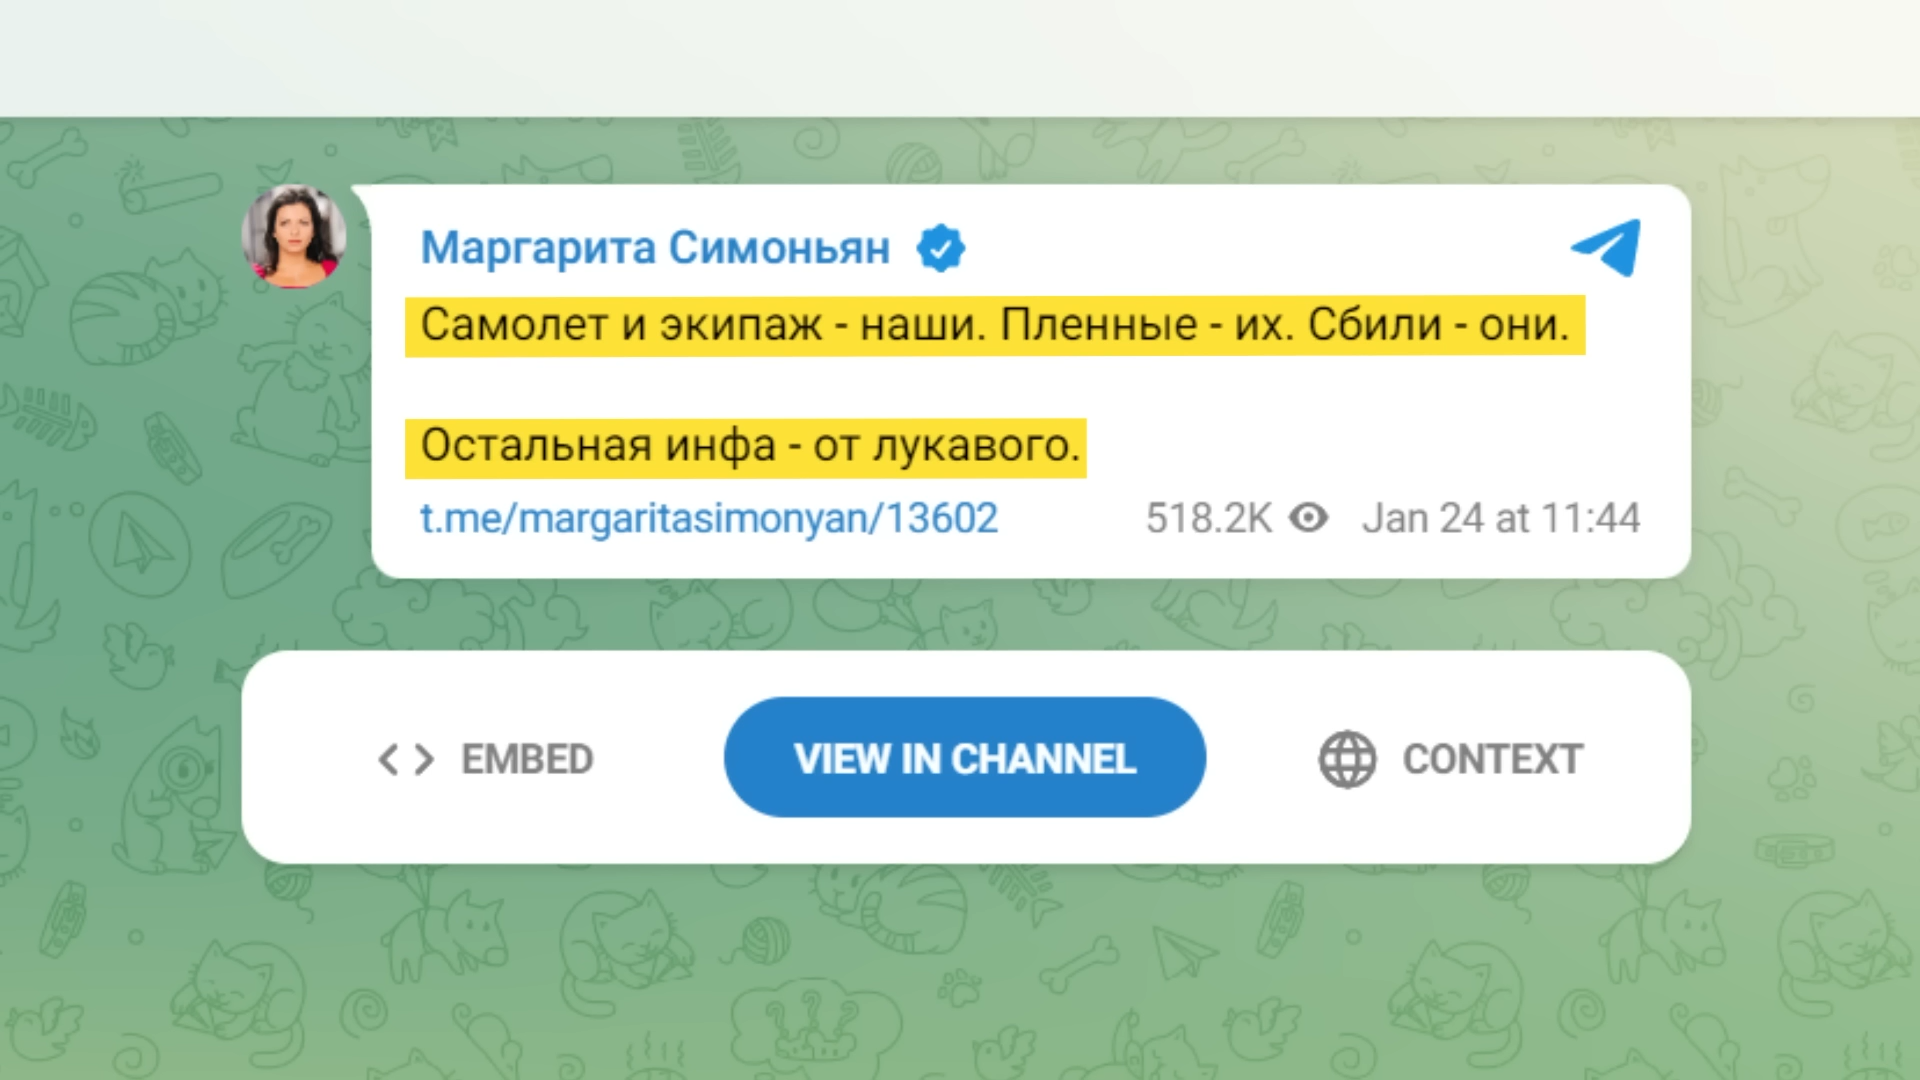 Маргарита Симоньян
Самолет и экипаж - наши. Пленные - их. Сбили - они.
Остальная инфа - от лукавого.
t.me/margaritasimonyan/13602 518.2K Jan 24 at 11:44
EMBED VIEW IN CHANNEL CONTEXT